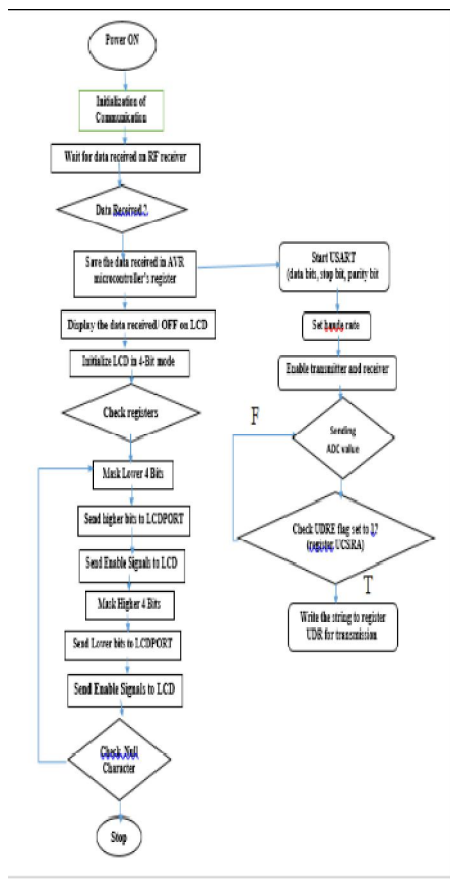 Power ON
Initialization of
Communication
Wait for data received on RF receiver
Data Received ?
Save the data received in AVR
microcontroller's register
Display the data received/ OFF on LCD
Initialize LCD in 4-Bit mode
Check registers
Mask Lower 4 Bits
Send higher bits to LCDPORT
Send Enable Signals to LCD
Mask Higher 4 Bits
Send Lower bits to LCDPORT
Send Enable Signals to LCD
Check Null
Character
Stop
Start USART
(data bits, stop bit, parity bit
Set rate
Enable transmitter and receiver
F
Sending
ADC value
Check UDRE flag set to 1?
(register UCSRA)
T
Write the string to register
UDR for transmission